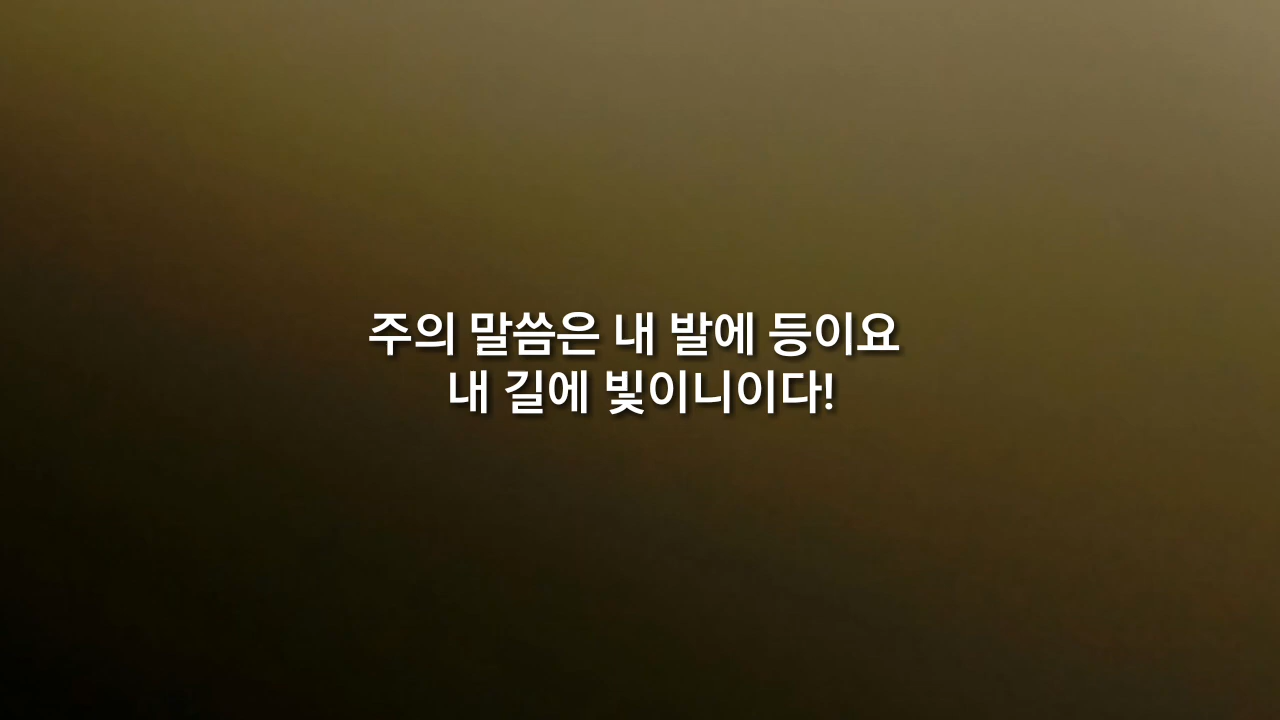 주의 말씀은 내 발에 등이요
내 길에 빛이니이다!